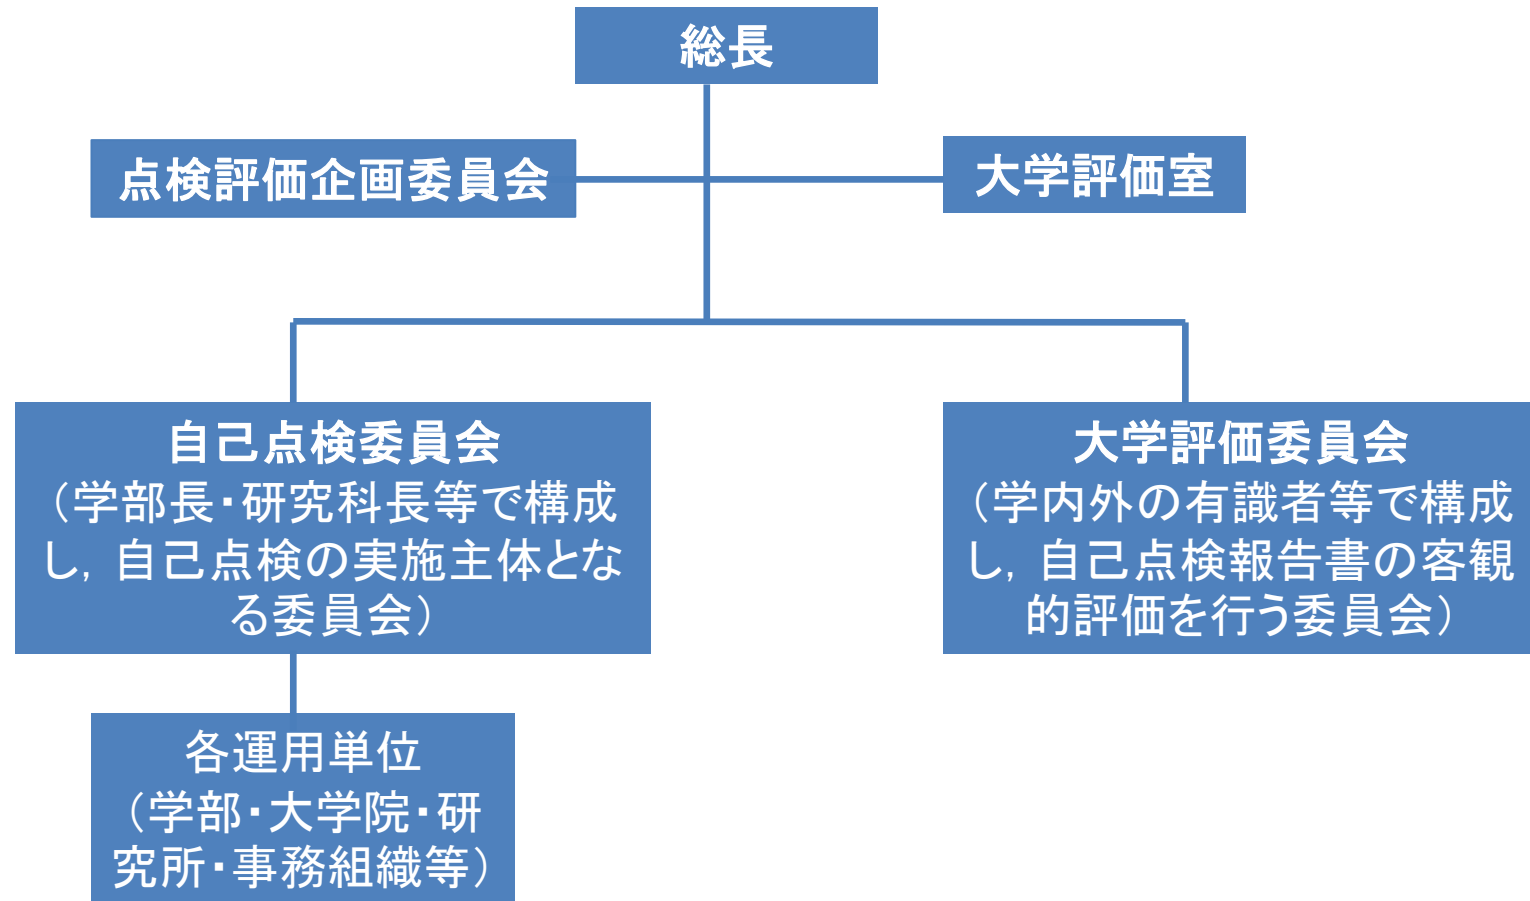 総長
点検評価企画委員会
大学評価室
自己点検委員会
（学部長・研究科長等で構成
し，自己点検の実施主体とな
る委員会）
大学評価委員会
（学内外の有識者等で構成
し，自己点検報告書の客観
的評価を行う委員会）
各運用単位
（学部・大学院・研
究所・事務組織等）